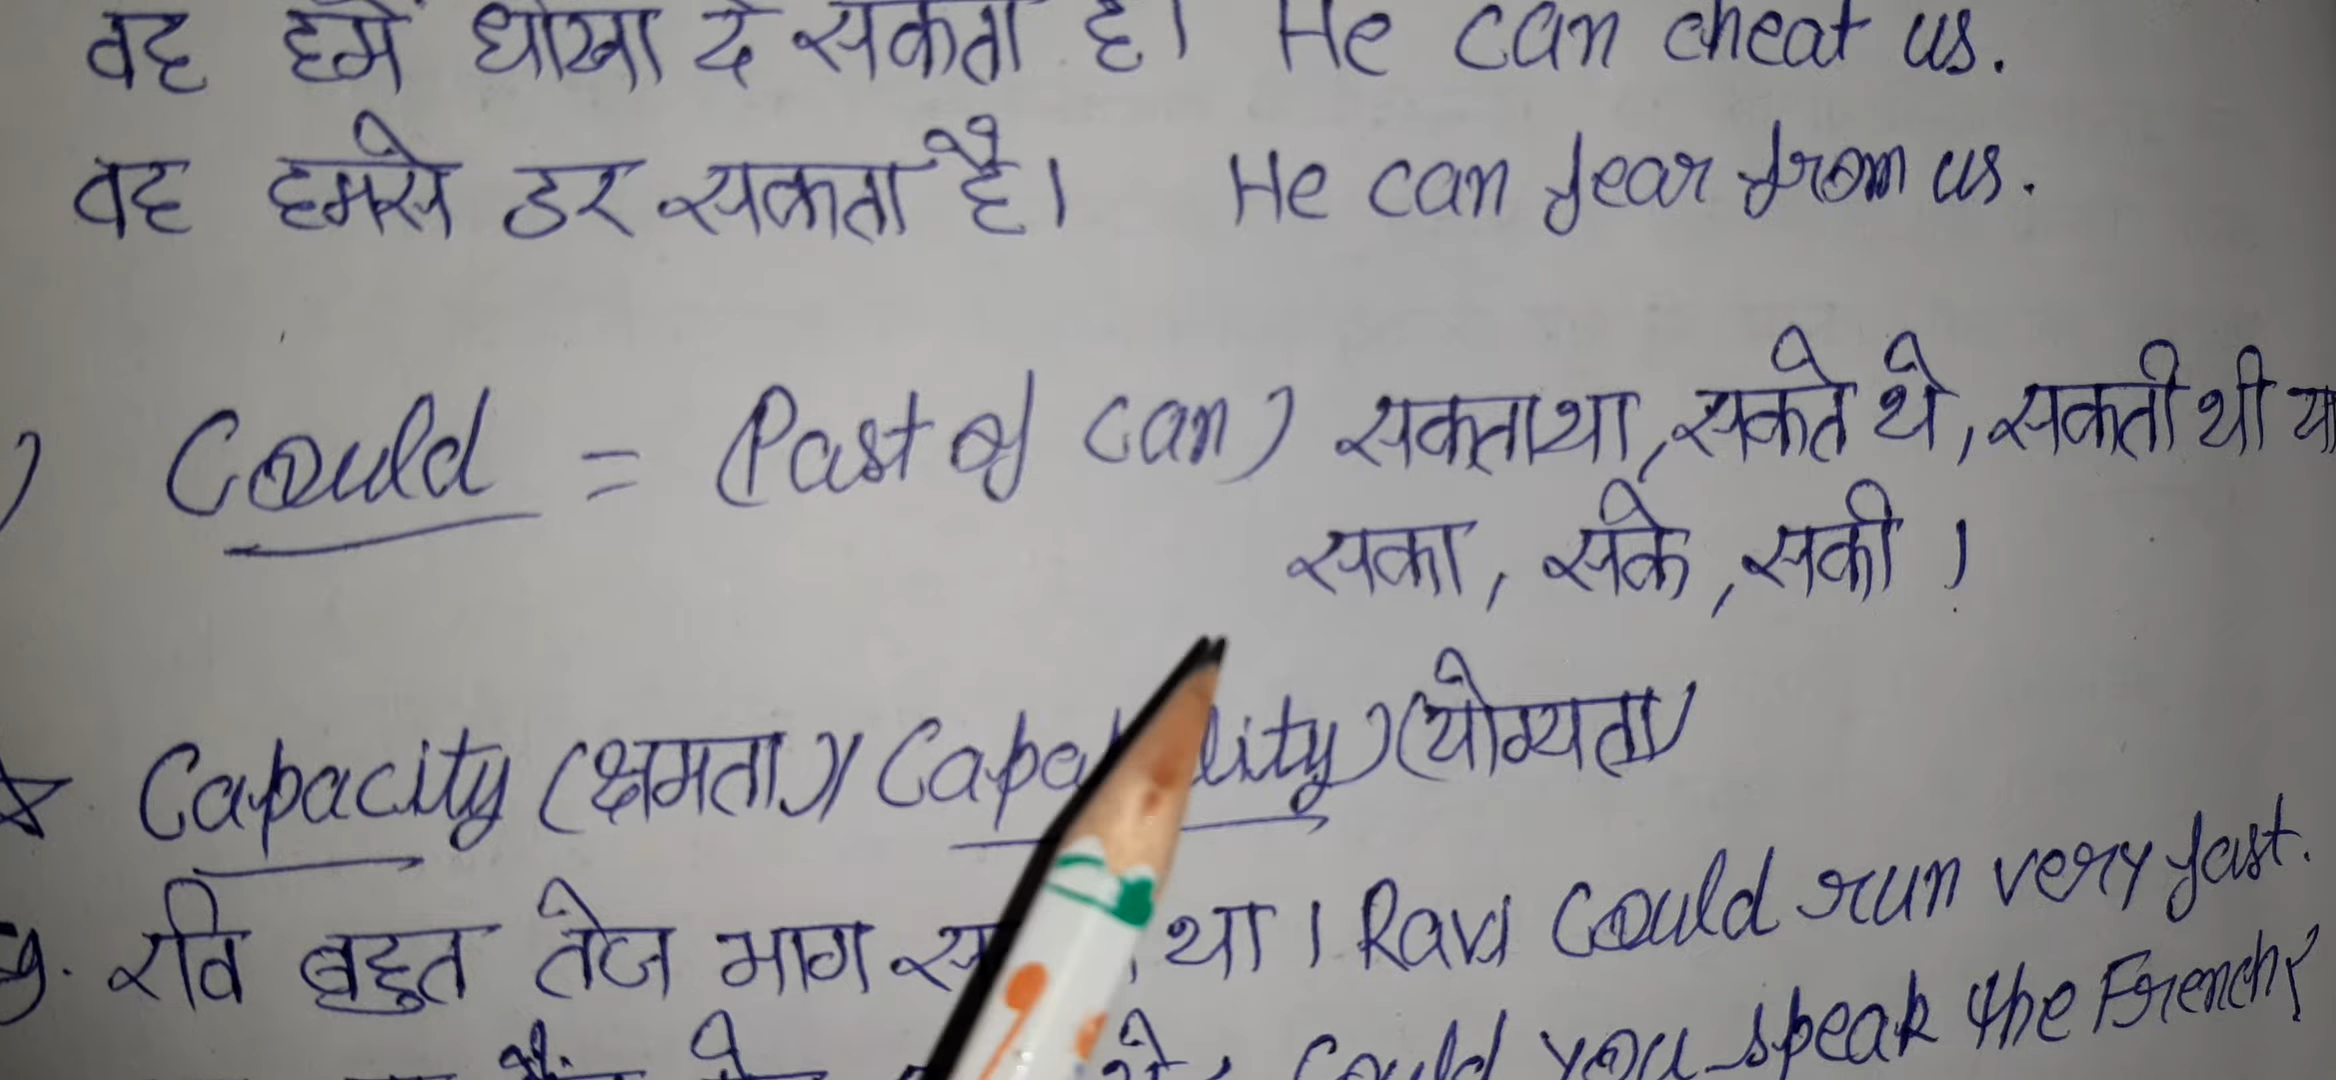 वह हमें धोखा दे सकता है। He can cheat us.
वह हमसे डर सकता है। He can fear from us.
) Could = (Past of can) सकता था, सकते थे, सकती थी या
सका, सके, सकी ।
* Capacity (क्षमता) / (योग्यता)
g. रवि बहुत तेज भाग था । Ravi Could run very fast.
Could you speak the French?